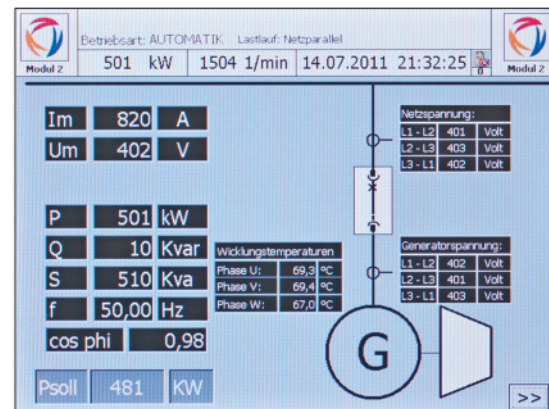 Betriebsart: AUTOMATIK Lastlauf: Netzparallel
Modul 2 501 kW 1504 1/min 14.07.2011 21:32:25 Modul 2
Im 820 A
Um 402 V
Netzspannung:
L1 - L2 401 Volt
L2 - L3 403 Volt
L3 - L1 402 Volt
P 501 kW
Q 10 Kvar
S 510 Kva
f 50,00 Hz
cos phi 0,98
Psoll 481 KW
Wicklungstemperaturen
Phase U: 69,3 °C
Phase V: 69,4 °C
Phase W: 67,0 °C
Generatorspannung:
L1 - L2 402 Volt
L2 - L3 401 Volt
L3 - L1 403 Volt
G
>>